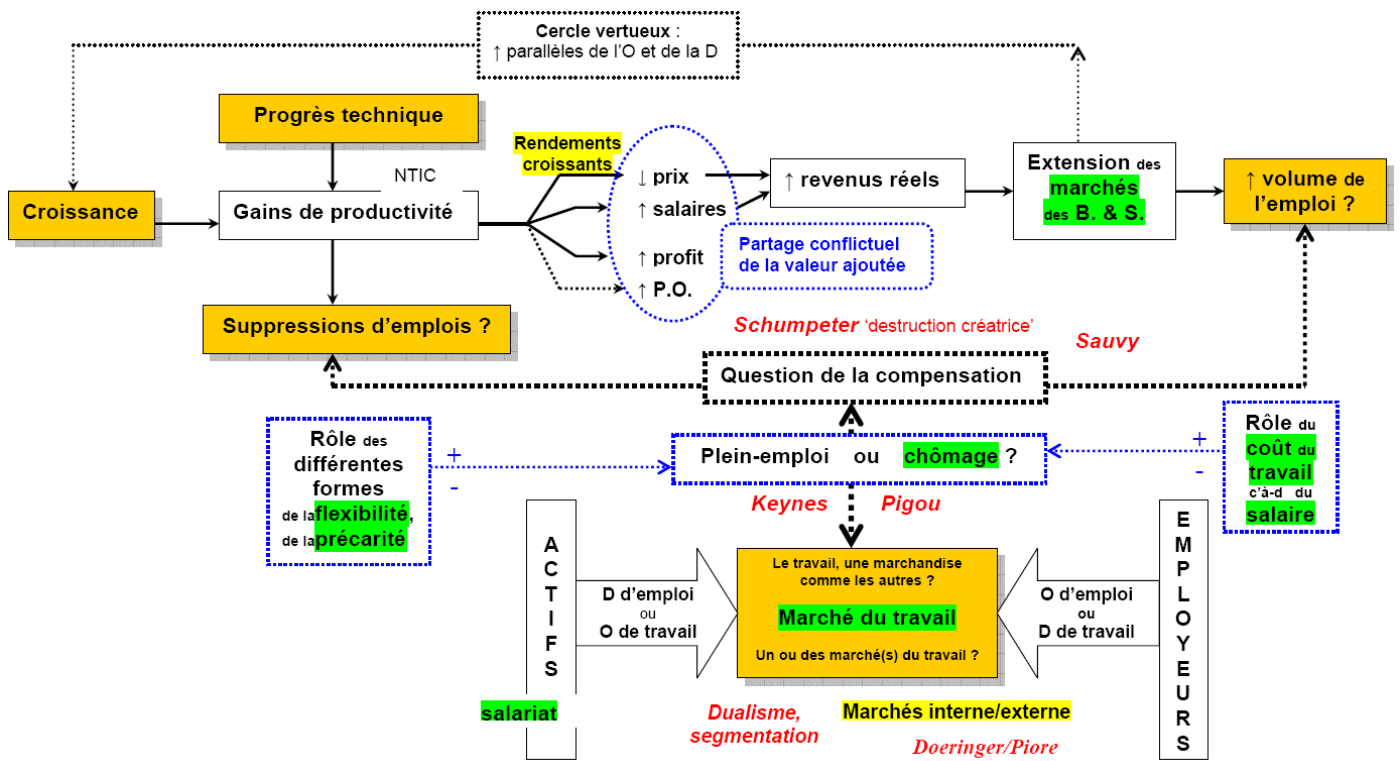 Cercle vertueux :
↑ parallèles de l'O et de la D
Progrès technique
Rendements
croissants
NTIC
Croissance
Gains de productivité
↓ prix
↑ salaires
↑ profit
↑ P.O.
↑ revenus réels
Extension des
marchés
des B. & S.
↑ volume de
l'emploi ?
Partage conflictuel
de la valeur ajoutée
Suppressions d'emplois ?
Schumpeter 'destruction créatrice'
Sauvy
Question de la compensation
Rôle des
différentes
formes
de la flexibilité,
de la précarité
+
-
Plein-emploi ou chômage ?
+
-
Rôle du
coût du
travail
c'à-d du
salaire
Keynes
Pigou
A
C
T
I
F
S
salariat
D d'emploi
ou
O de travail
Le travail, une marchandise
comme les autres ?
Marché du travail
Un ou des marché(s) du travail ?
O d'emploi
ou
D de travail
E
M
P
L
O
Y
E
U
R
S
Dualisme,
segmentation
Marchés interne/externe
Doeringer/Piore